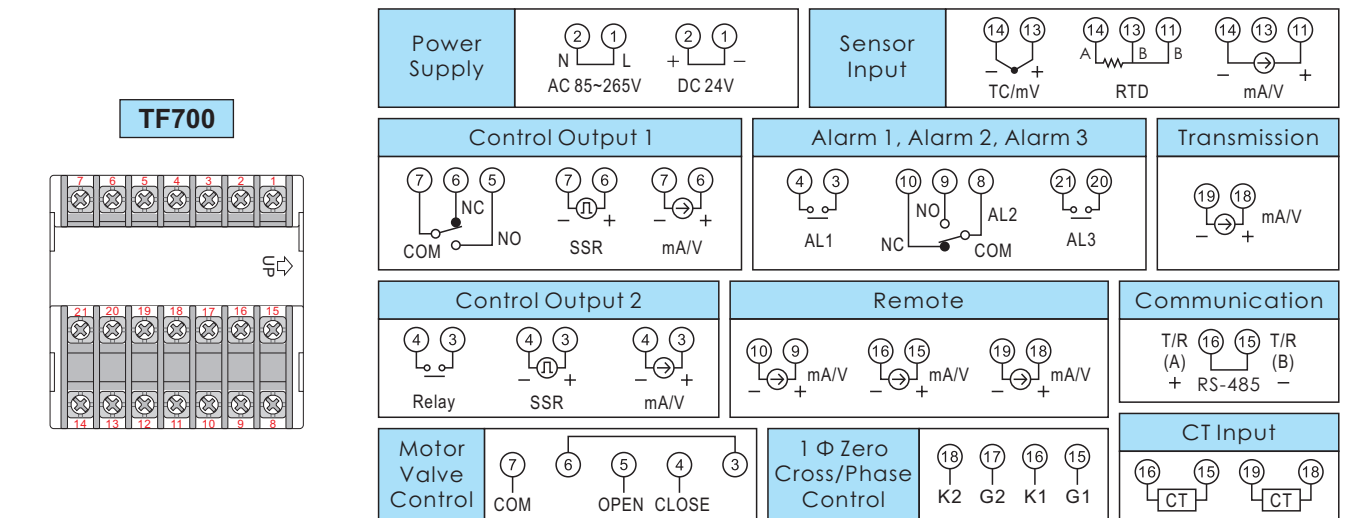 TF700
7 6 5 4 3 2 1
UP
21 20 19 18 17 16 15
14 13 12 11 10 9 8
Power
Supply
2 1
N L
AC 85~265V
2 1
+ −
DC 24V
Sensor
Input
14 13
− +
TC/mV
14 13 11
A B B
RTD
14 13 11
− +
mA/V
Control Output 1
7 6 5
NC
COM NO
7 6
− +
SSR
7 6
− +
mA/V
Alarm 1, Alarm 2, Alarm 3
4 3
AL1
10 9 8
NO AL2
NC COM
21 20
AL3
Transmission
19 18
mA/V
− +
Control Output 2
4 3
Relay
4 3
− +
SSR
4 3
− +
mA/V
Remote
10 9
mA/V
− +
16 15
mA/V
− +
19 18
mA/V
− +
Communication
T/R 16 15 T/R
(A) (B)
+ RS-485 −
Motor
Valve
Control
7 6 5 4 3
COM OPEN CLOSE
1 Φ Zero
Cross/Phase
Control
18 17 16 15
K2 G2 K1 G1
CT Input
16 15 19 18
CT CT